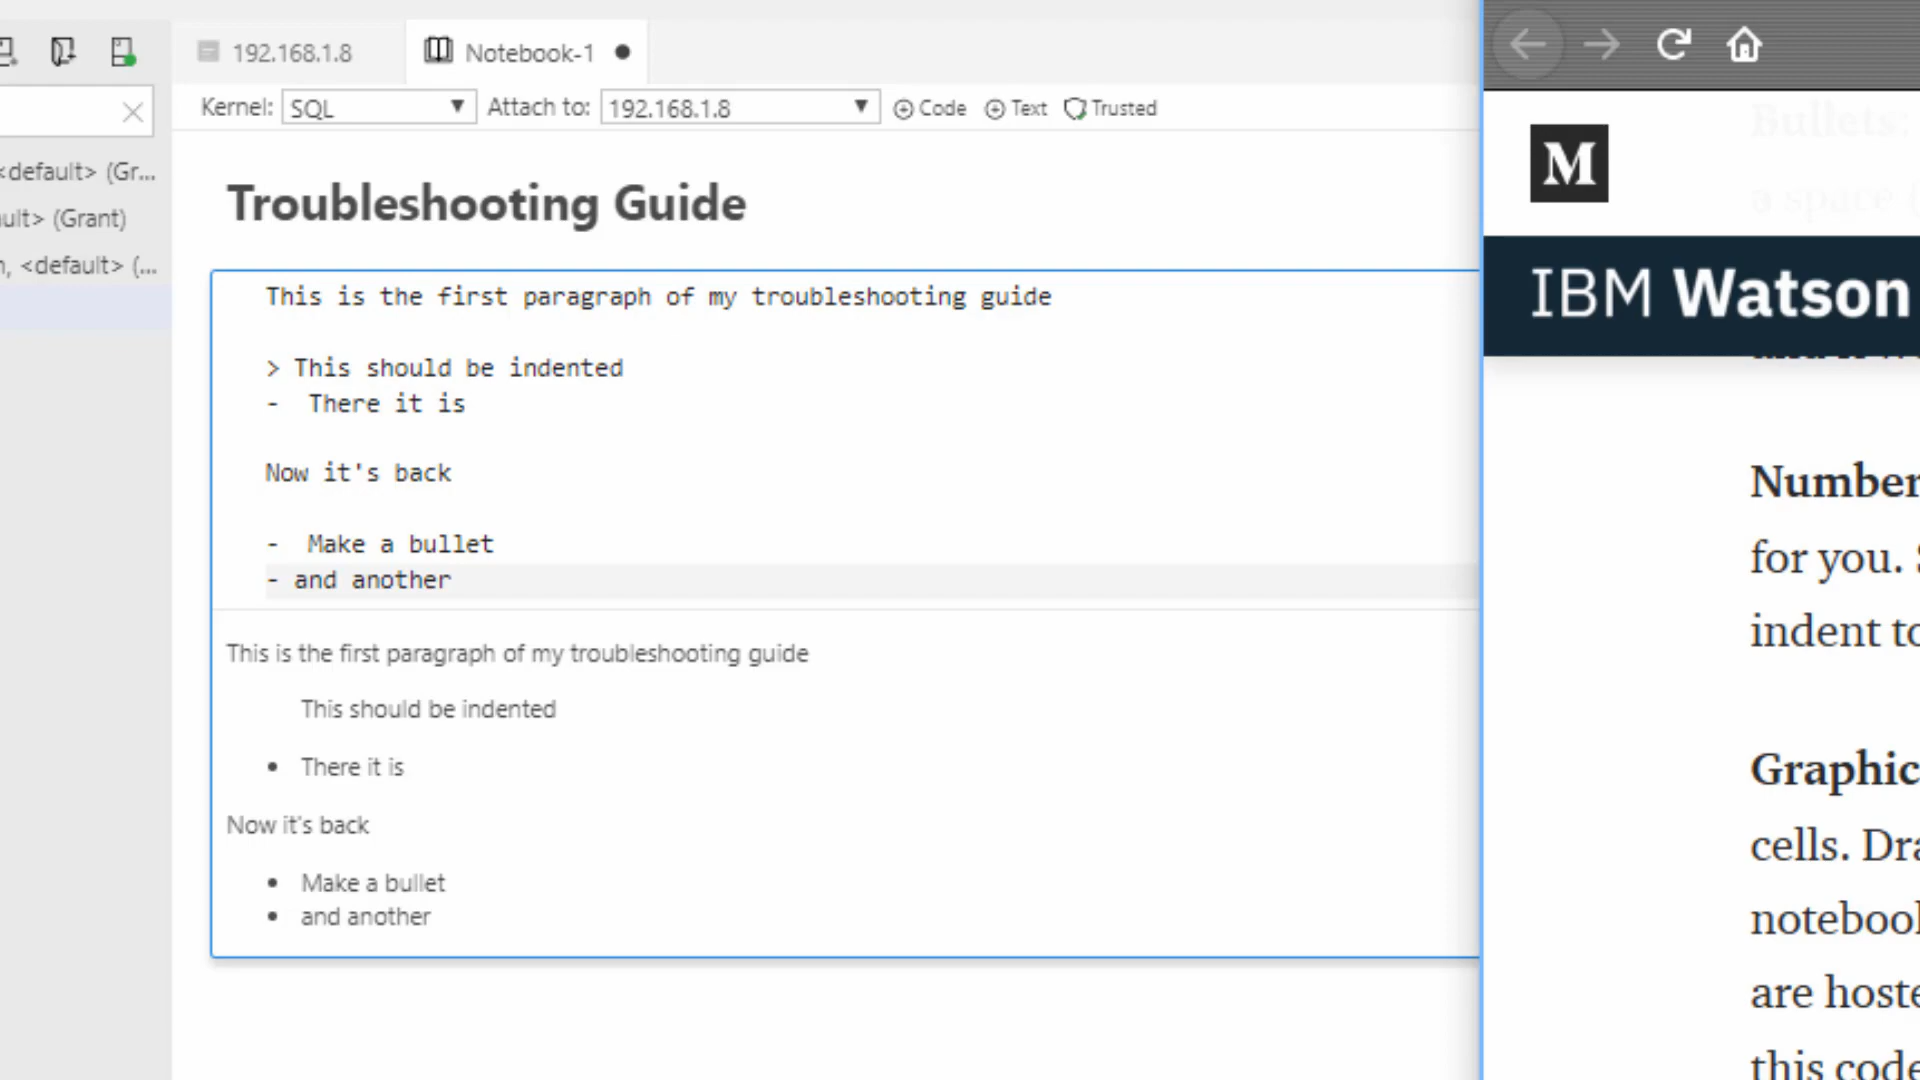 192.168.1.8
Notebook-1
Kernel: SQL Attach to: 192.168.1.8 Code Text Trusted
<default> (Gr...
ult> (Grant)
, <default> (...
Troubleshooting Guide
This is the first paragraph of my troubleshooting guide
> This should be indented
- There it is
Now it's back
- Make a bullet
- and another
This is the first paragraph of my troubleshooting guide
This should be indented
• There it is
Now it's back
• Make a bullet
• and another
M
Bullets:
a space (
IBM Watson
Number
for you.
indent to
Graphic
cells. Dra
notebook
are hoste
this code